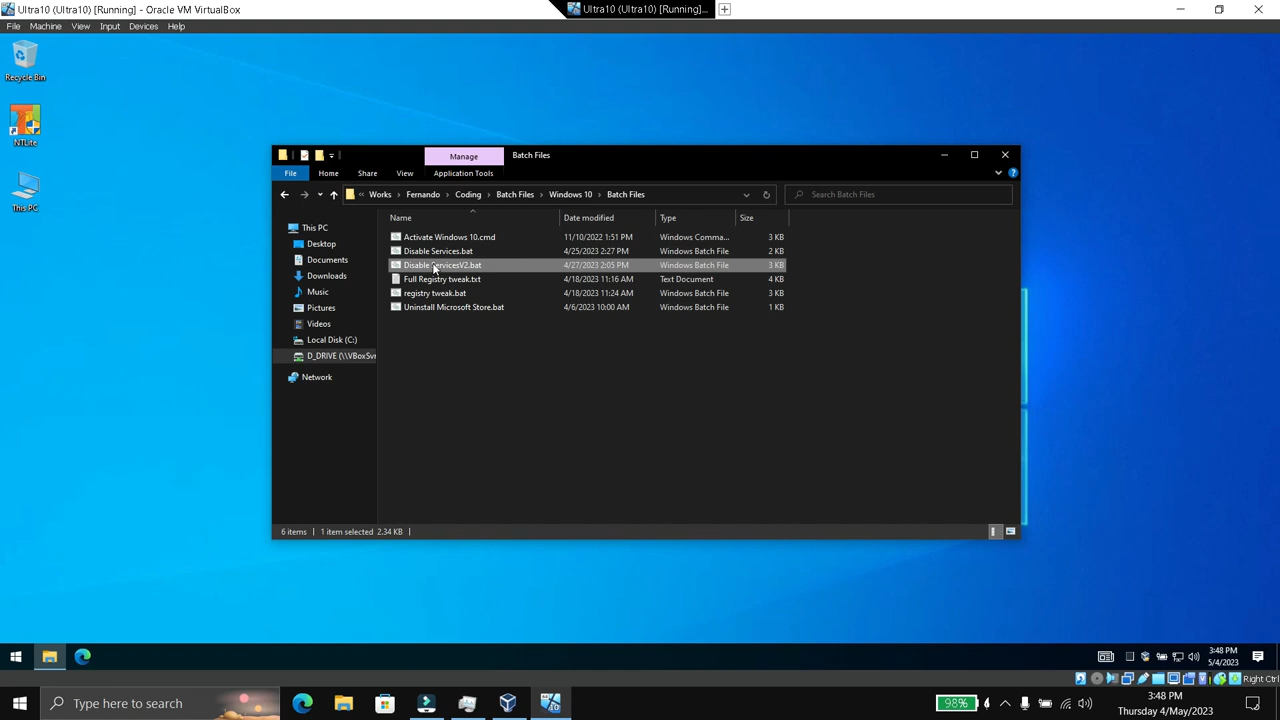 Ultra10 (Ultra10) [Running] - Oracle VM VirtualBox
Ultra10 (Ultra10) [Running]...
File Machine View Input Devices Help
Recycle Bin
NTLite
This PC
Manage
Batch Files
File Home Share View Application Tools
« Works > Fernando > Coding > Batch Files > Windows 10 > Batch Files
Search Batch Files
Name Date modified Type Size
Activate Windows 10.cmd 11/10/2022 1:51 PM Windows Comma... 3 KB
Disable Services.bat 4/25/2023 2:27 PM Windows Batch File 2 KB
Disable ServicesV2.bat 4/27/2023 2:05 PM Windows Batch File 3 KB
Full Registry tweak.txt 4/18/2023 11:16 AM Text Document 4 KB
registry tweak.bat 4/18/2023 11:24 AM Windows Batch File 3 KB
Uninstall Microsoft Store.bat 4/6/2023 10:00 AM Windows Batch File 1 KB
This PC
Desktop
Documents
Downloads
Music
Pictures
Videos
Local Disk (C:)
D_DRIVE (\\VBoxSvr
Network
6 items 1 item selected 2.34 KB
3:48 PM
5/4/2023
Right Ctrl
Type here to search
98%
3:48 PM
Thursday 4/May/2023